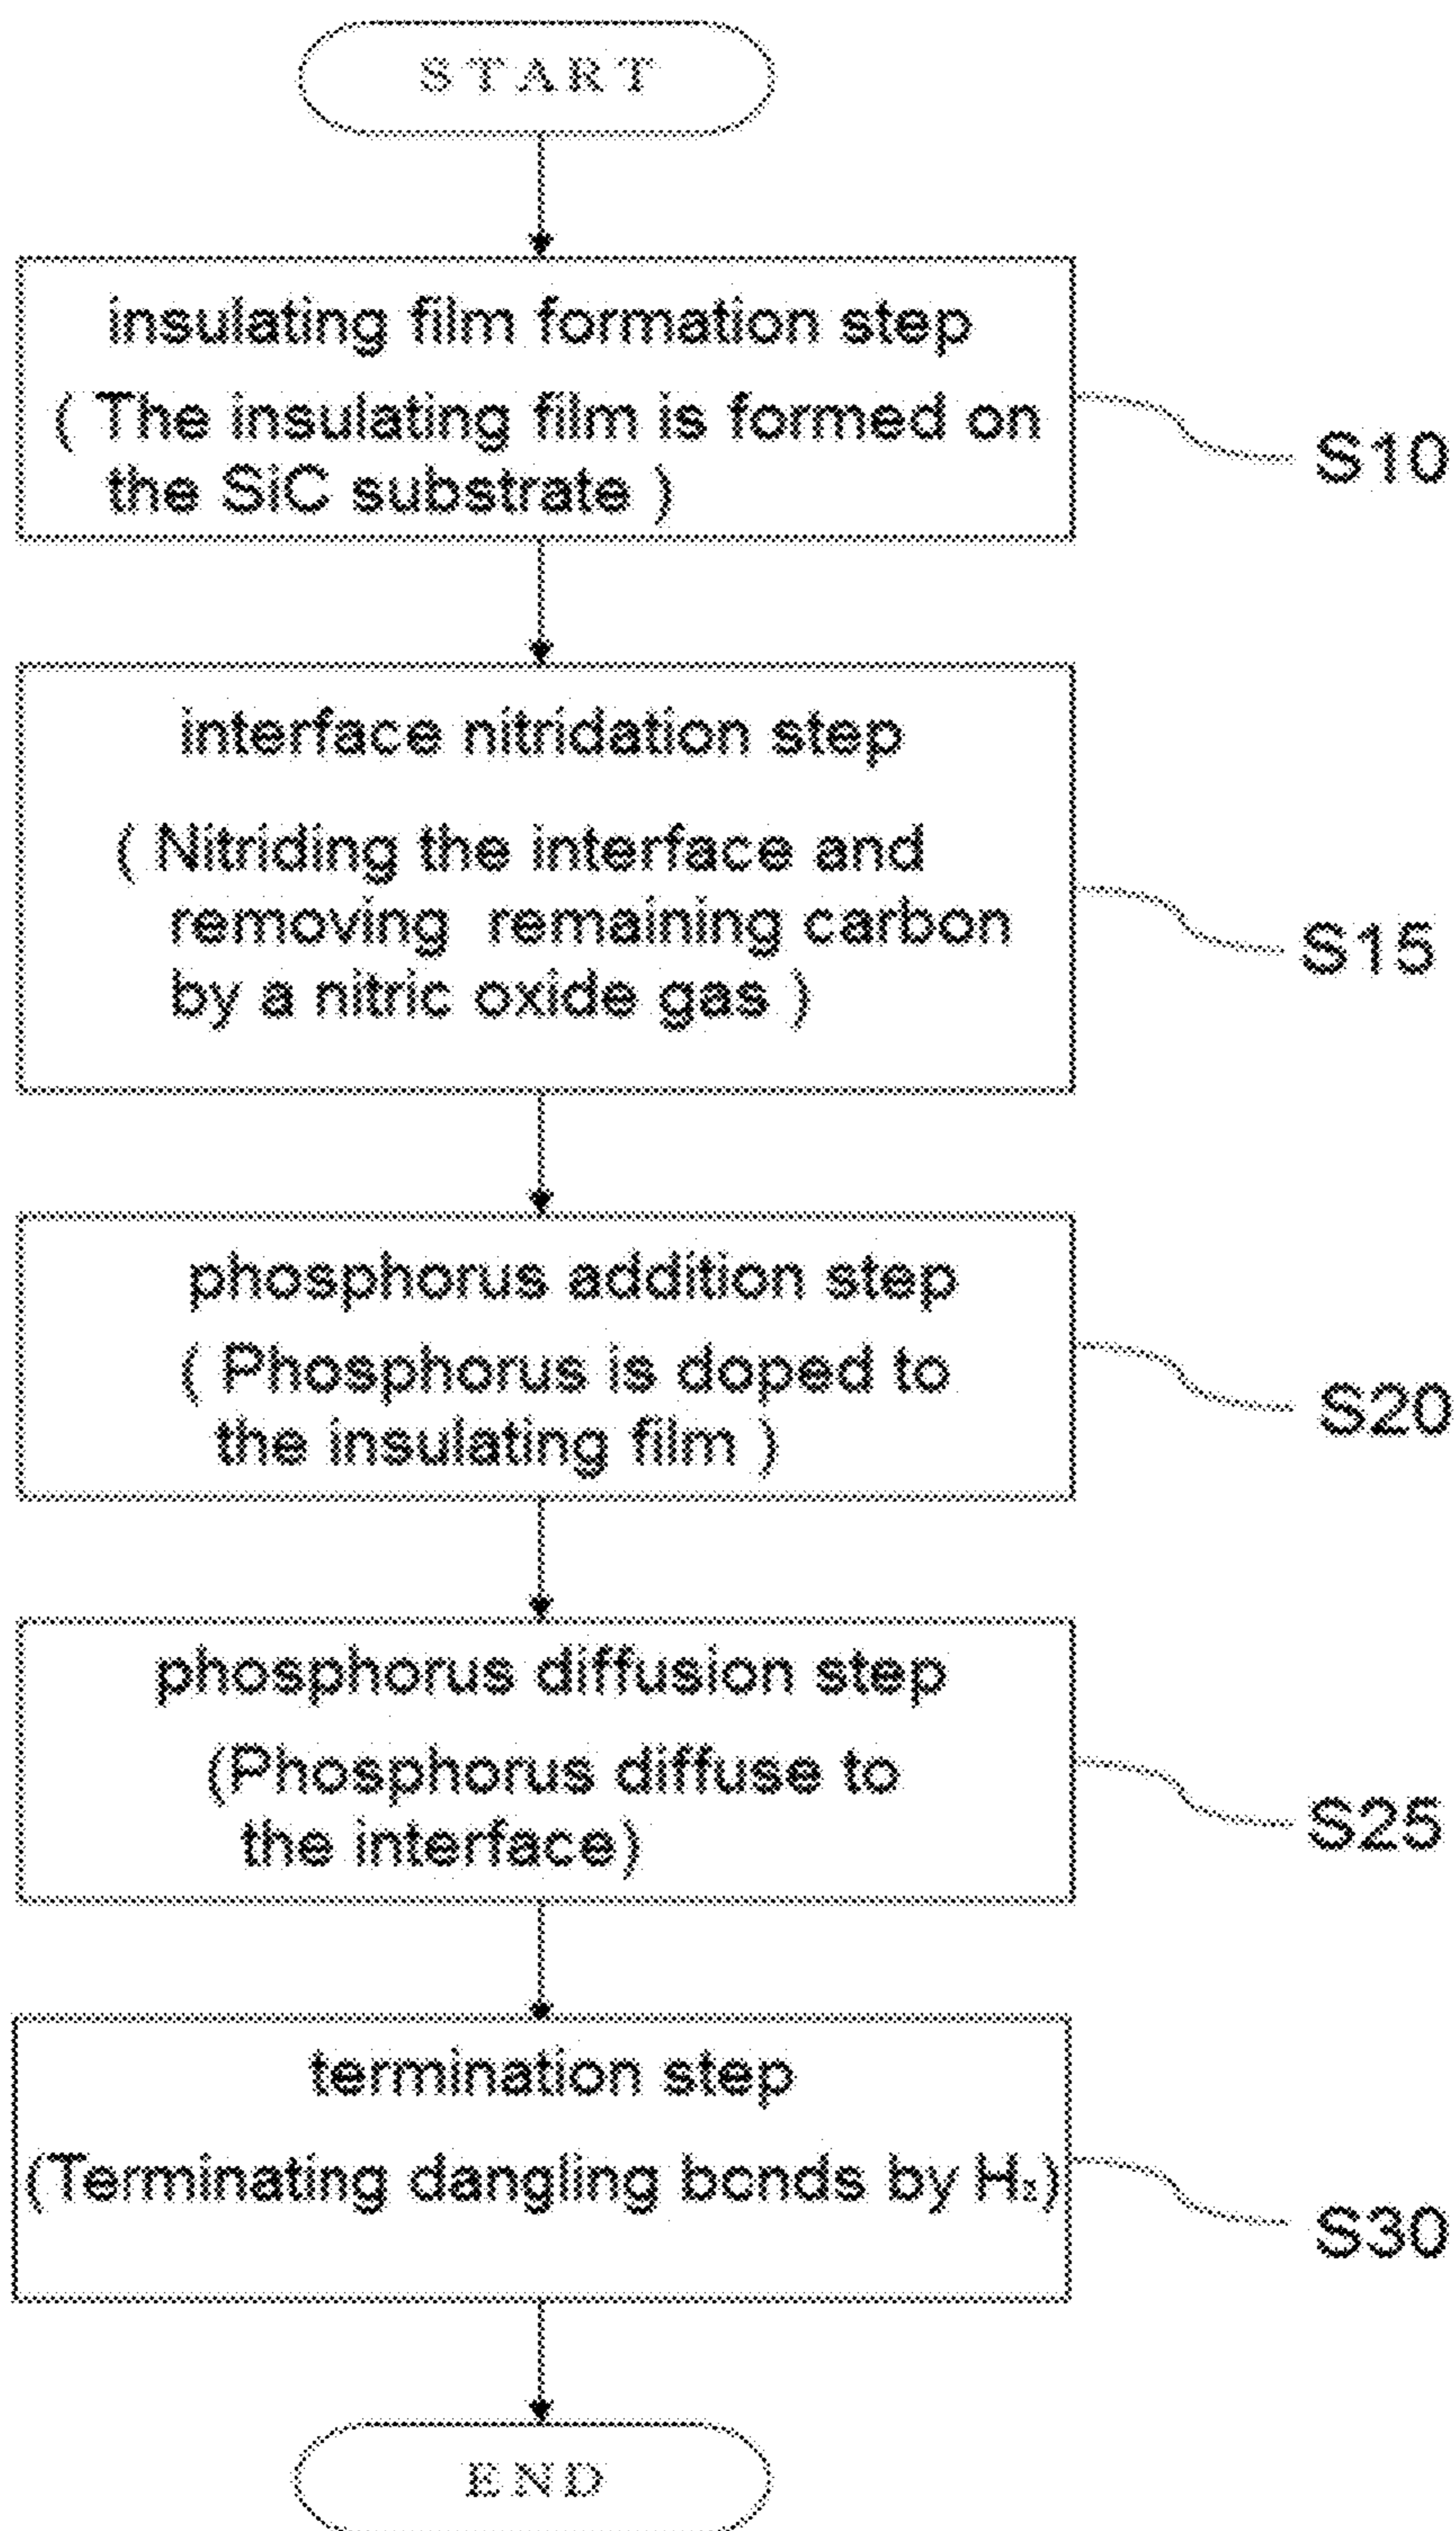 START
insulating film formation step
( The insulating film is formed on
the SiC substrate )
S10
interface nitridation step
( Nitriding the interface and
removing remaining carbon
by a nitric oxide gas )
S15
phosphorus addition step
( Phosphorus is doped to
the insulating film )
S20
phosphorus diffusion step
(Phosphorus diffuse to
the interface)
S25
termination step
(Terminating dangling bonds by H₂)
S30
END